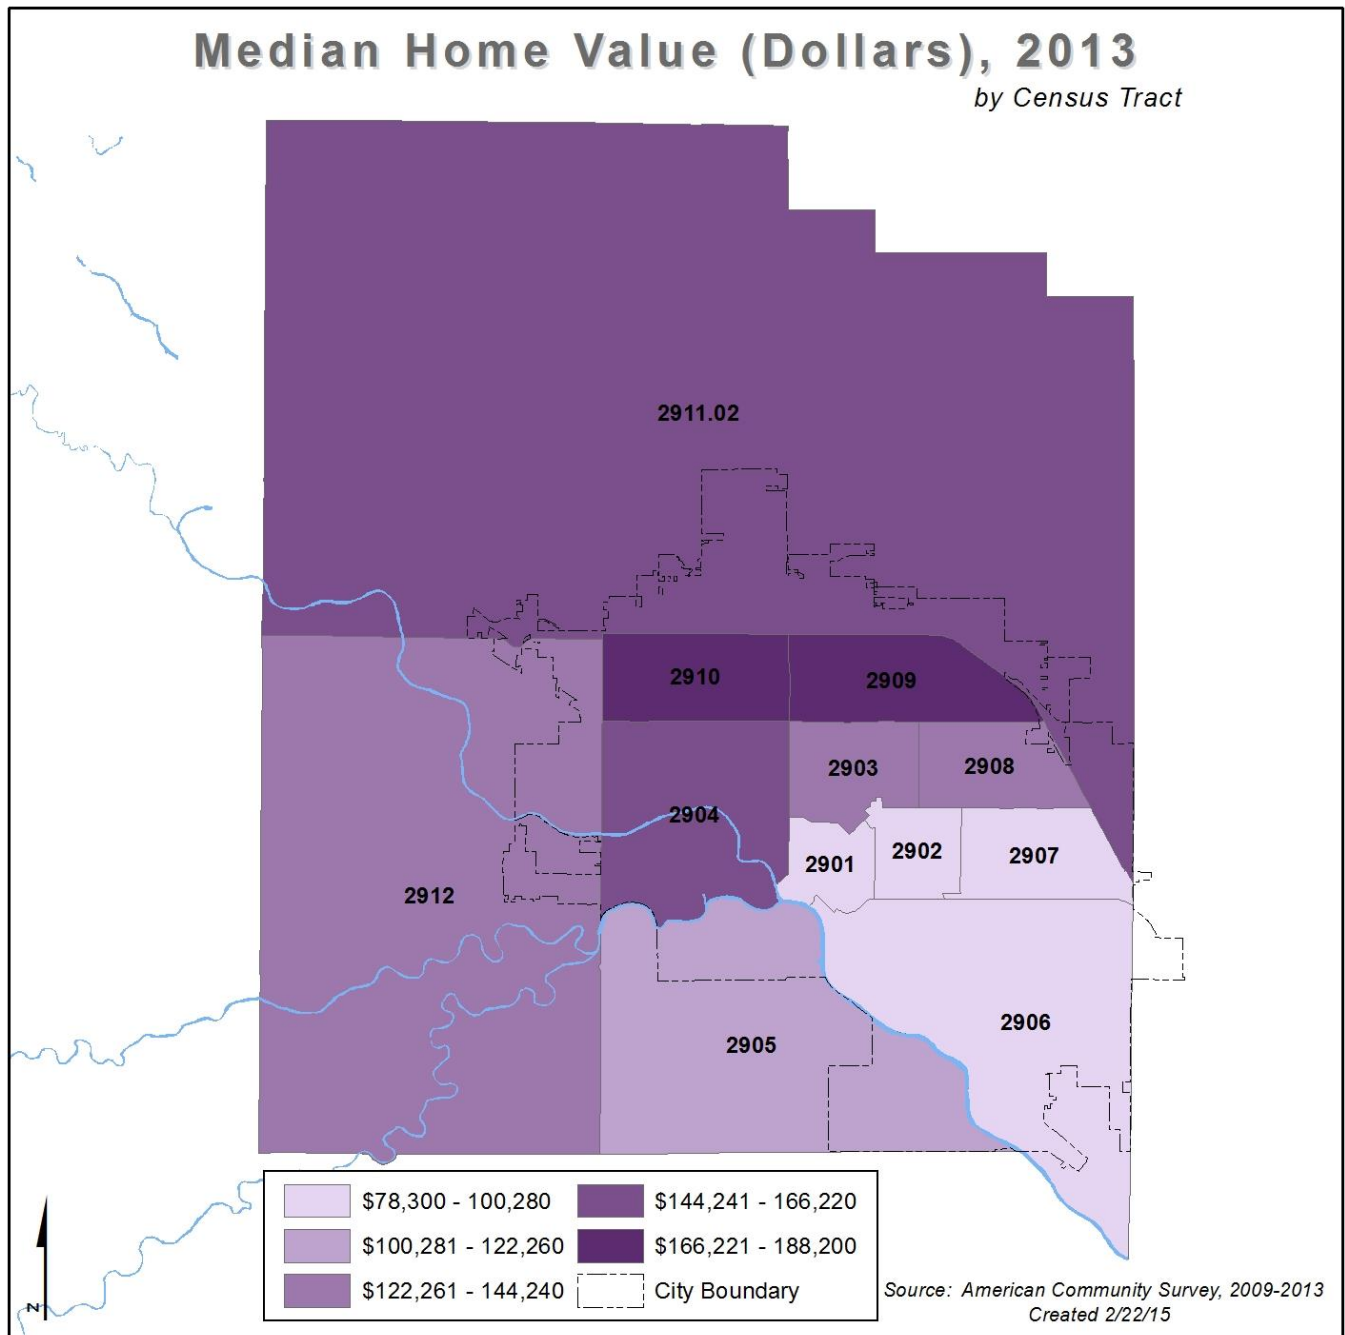 Median Home Value (Dollars), 2013
by Census Tract
2911.02
2910
2909
2903
2908
2904
2901
2902
2907
2912
2906
2905
$78,300 - 100,280
$144,241 - 166,220
$100,281 - 122,260
$166,221 - 188,200
$122,261 - 144,240
City Boundary
Source: American Community Survey, 2009-2013
Created 2/22/15
N